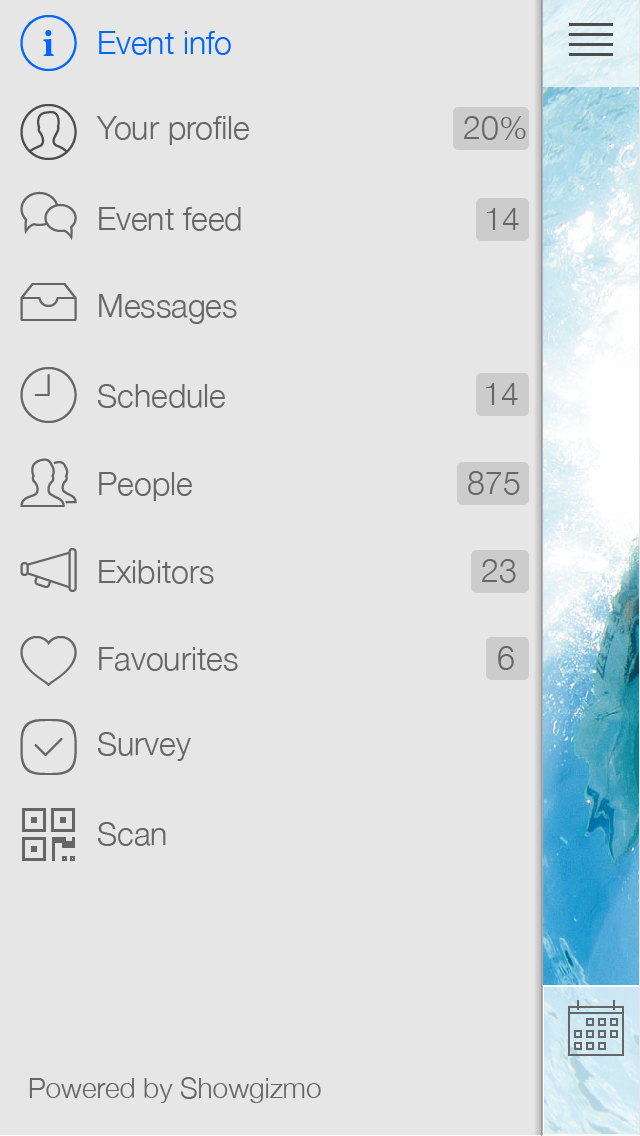 Event info
Your profile 20%
Event feed 14
Messages
Schedule 14
People 875
Exibitors 23
Favourites 6
Survey
Scan
Powered by Showgizmo